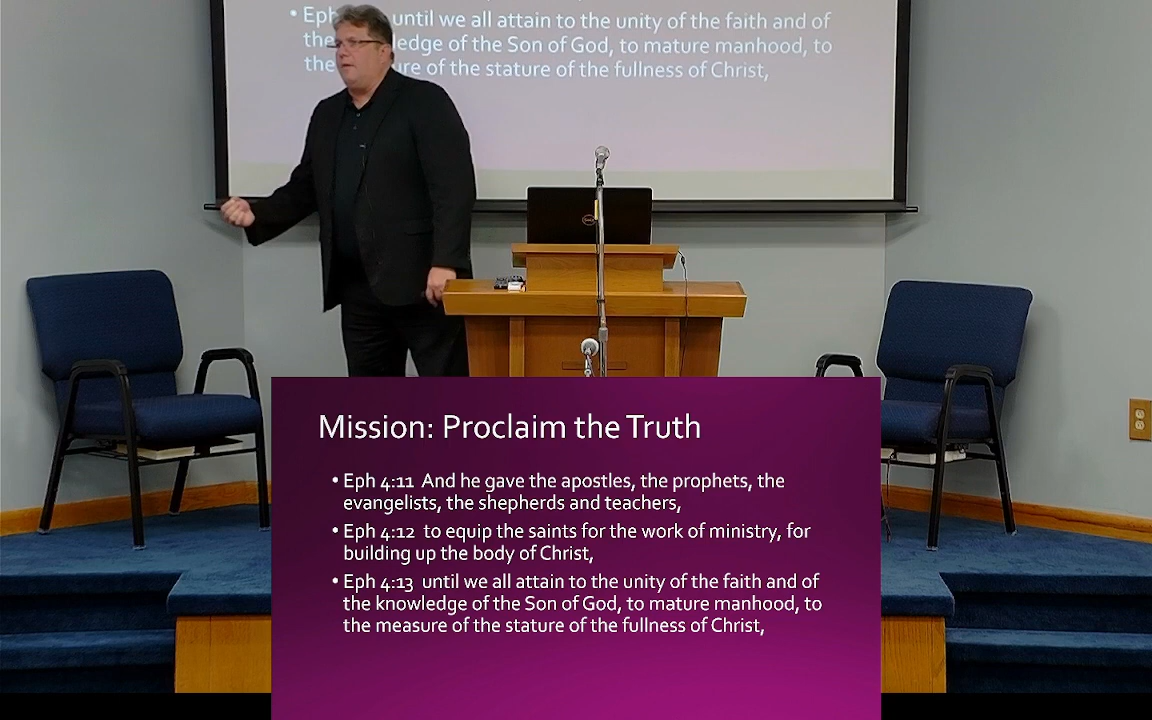 • Eph until we all attain to the unity of the faith and of
the ledge of the Son of God, to mature manhood, to
the ure of the stature of the fullness of Christ,
DELL
Mission: Proclaim the Truth
• Eph 4:11 And he gave the apostles, the prophets, the
evangelists, the shepherds and teachers,
• Eph 4:12 to equip the saints for the work of ministry, for
building up the body of Christ,
• Eph 4:13 until we all attain to the unity of the faith and of
the knowledge of the Son of God, to mature manhood, to
the measure of the stature of the fullness of Christ,